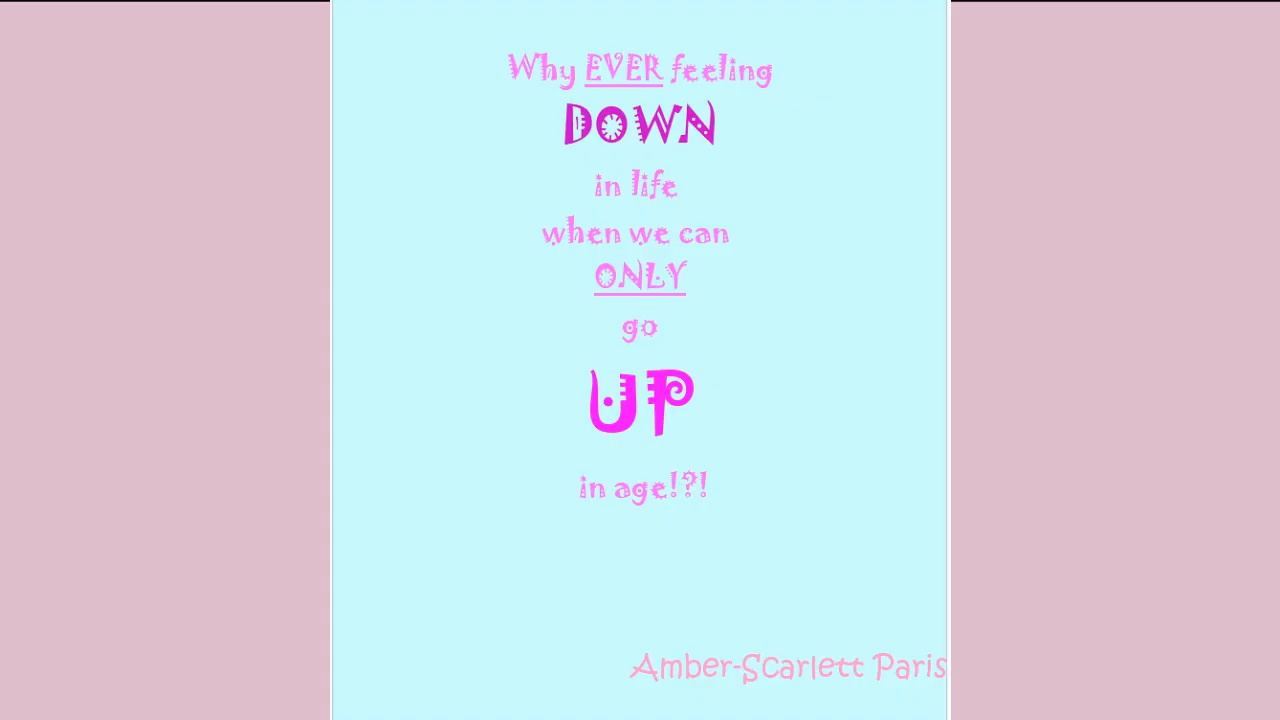 Why EVER feeling
DOWN
in life
when we can
ONLY
go
UP
in age!?!
Amber-Scarlett Paris